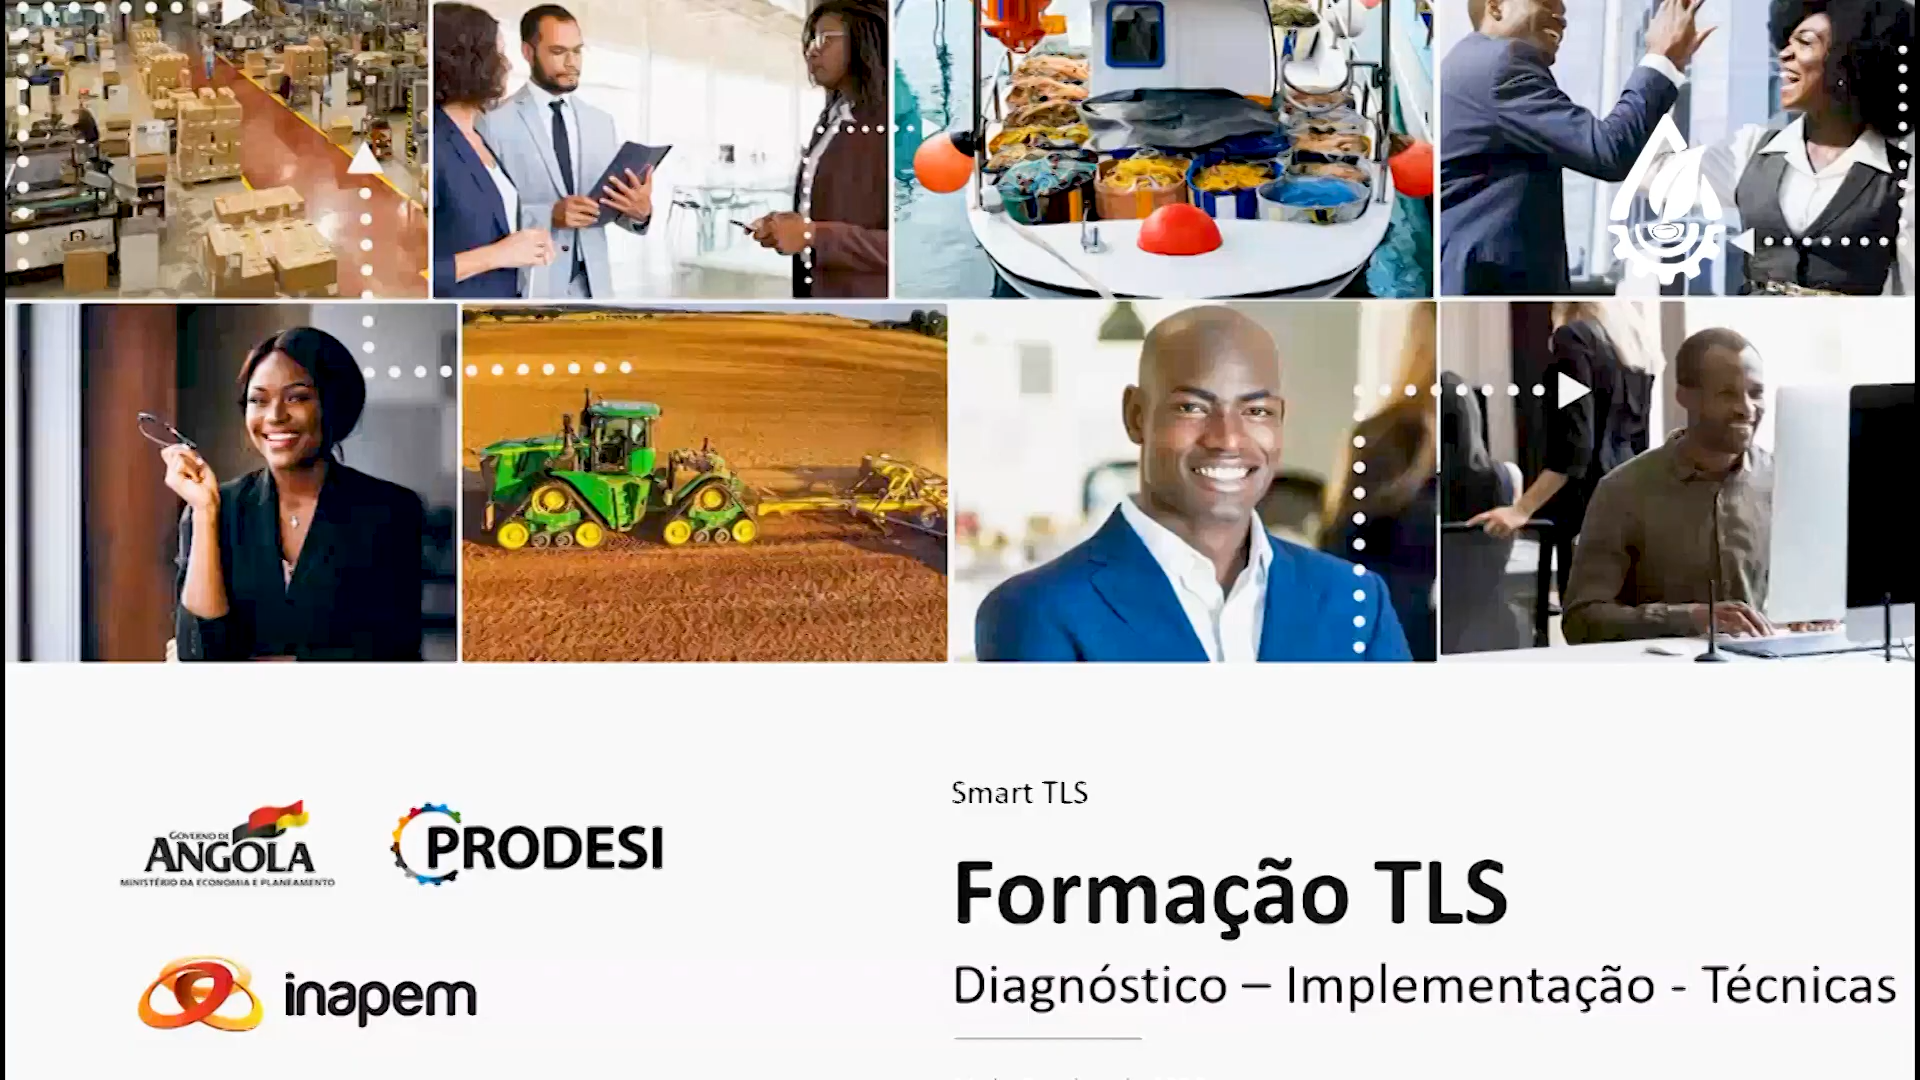 Smart TLS
Formação TLS
Diagnóstico – Implementação - Técnicas
GOVERNO DE
ANGOLA
MINISTÉRIO DA ECONOMIA E PLANEAMENTO
PRODESI
inapem